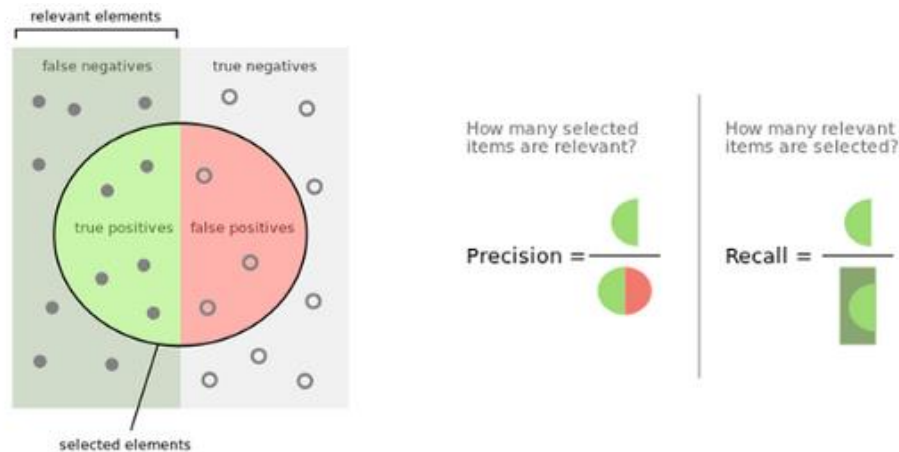 relevant elements
false negatives
true negatives
true positives
false positives
selected elements
How many selected
items are relevant?
Precision =
How many relevant
items are selected?
Recall =